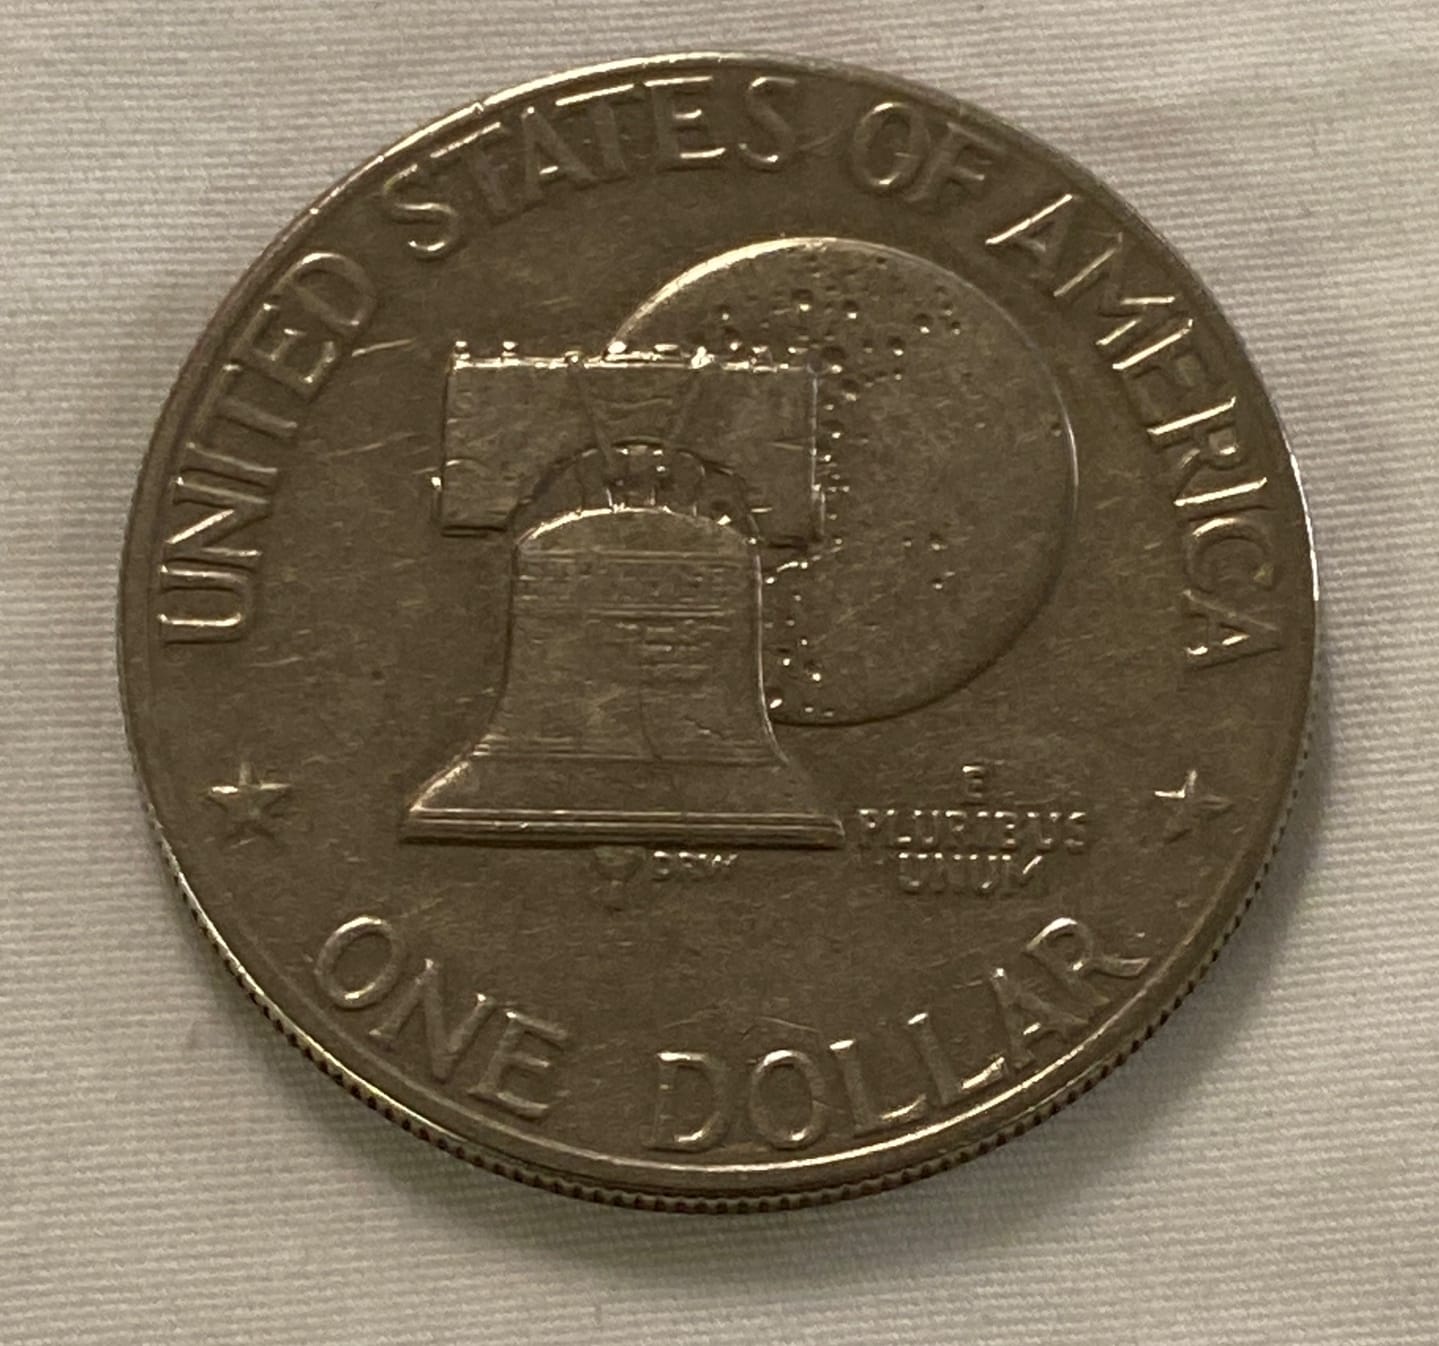 UNITED STATES OF AMERICA
E
PLURIBUS
UNUM
DRW
ONE DOLLAR